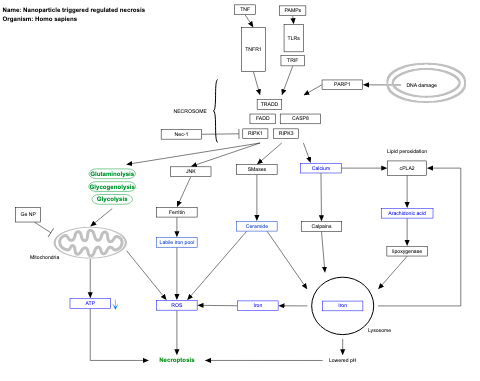 Name: Nanoparticle triggered regulated necrosis
Organism: Homo sapiens
TNF
PAMPs
TNFR1
TLRs
TRIF
PARP1
DNA damage
NECROSOME
TRADD
FADD
CASP8
Nec-1
RIPK1
RIPK3
Lipid peroxidation
Glutaminolysis
Glycogenolysis
Glycolysis
JNK
SMases
Calcium
cPLA2
Ge NP
Ferritin
Arachidonic acid
Labile iron pool
Ceramide
Calpains
lipoxygenase
Mitochondria
ATP
ROS
Iron
Iron
Lysosome
Necroptosis
Lowered pH